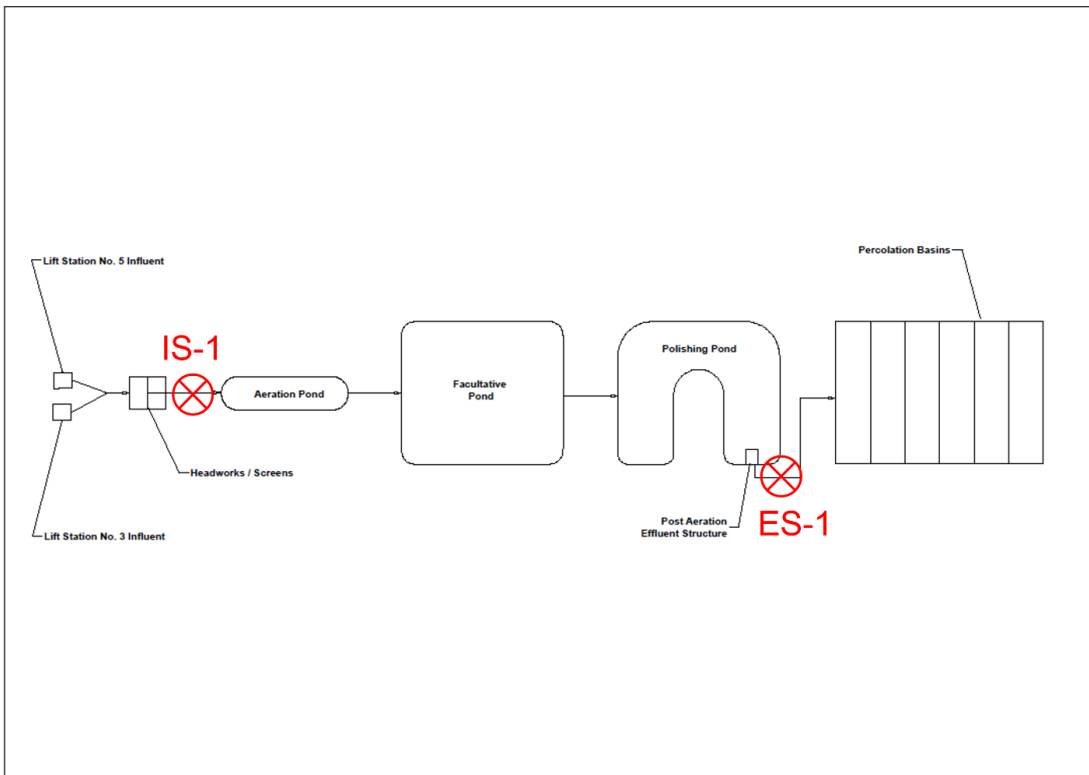 Lift Station No. 5 Influent
IS-1
Headworks / Screens
Lift Station No. 3 Influent
Aeration Pond
Facultative
Pond
Polishing Pond
Post Aeration
Effluent Structure
ES-1
Percolation Basins